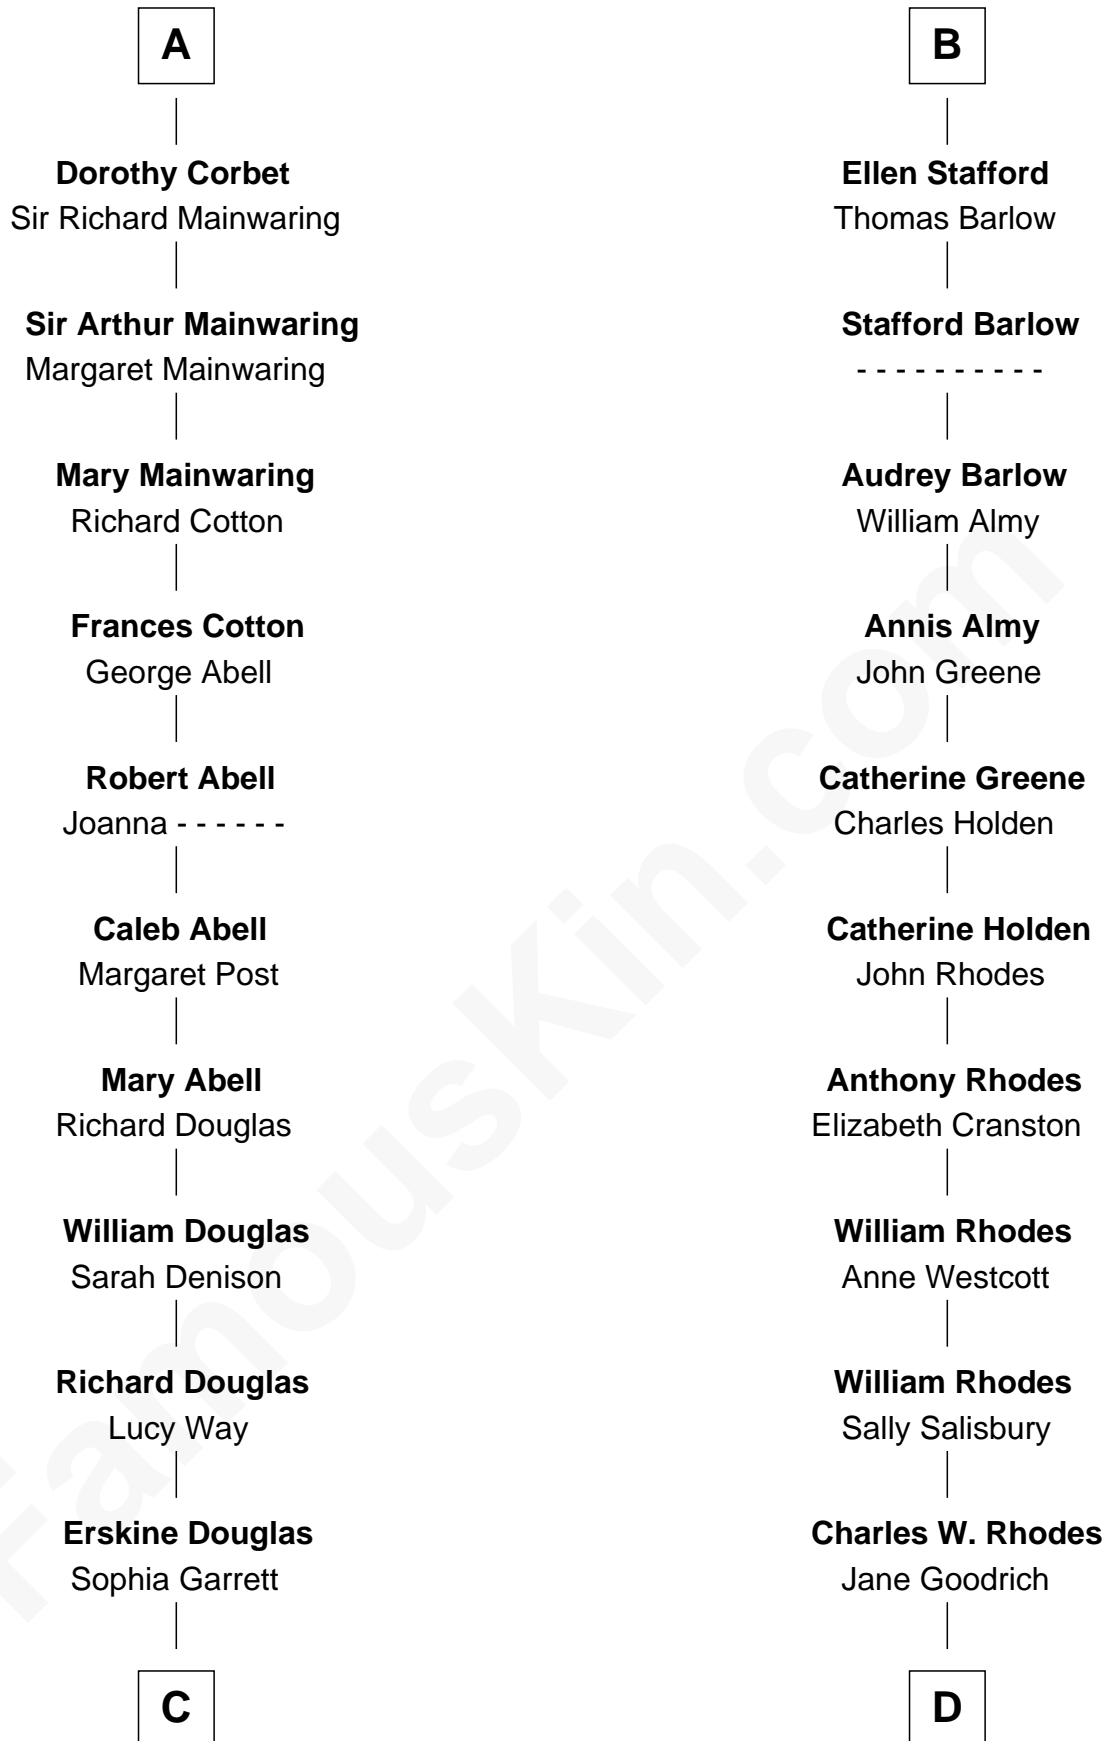 A
Dorothy Corbet
Sir Richard Mainwaring
Sir Arthur Mainwaring
Margaret Mainwaring
Mary Mainwaring
Richard Cotton
Frances Cotton
George Abell
Robert Abell
Joanna - - - - - -
Caleb Abell
Margaret Post
Mary Abell
Richard Douglas
William Douglas
Sarah Denison
Richard Douglas
Lucy Way
Erskine Douglas
Sophia Garrett
C
B
Ellen Stafford
Thomas Barlow
Stafford Barlow
- - - - - - - - - -
Audrey Barlow
William Almy
Annis Almy
John Greene
Catherine Greene
Charles Holden
Catherine Holden
John Rhodes
Anthony Rhodes
Elizabeth Cranston
William Rhodes
Anne Westcott
William Rhodes
Sally Salisbury
Charles W. Rhodes
Jane Goodrich
D
FamousKin.com